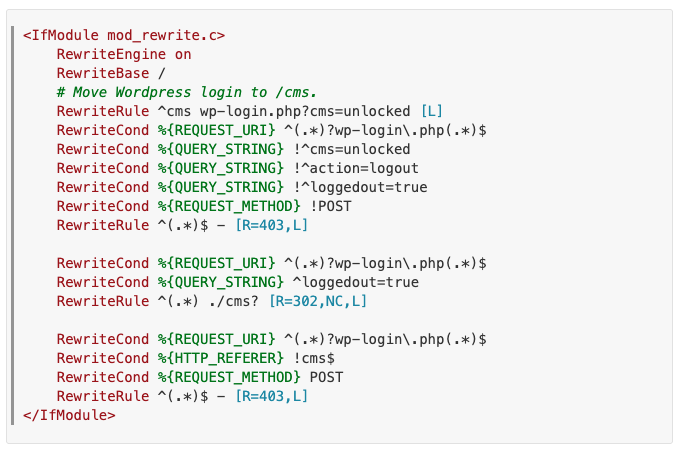 <IfModule mod_rewrite.c>
    RewriteEngine on
    RewriteBase /
    # Move Wordpress login to /cms.
    RewriteRule ^cms wp-login.php?cms=unlocked [L]
    RewriteCond %{REQUEST_URI} ^(.*)?wp-login\.php(.*)$
    RewriteCond %{QUERY_STRING} !^cms=unlocked
    RewriteCond %{QUERY_STRING} !^action=logout
    RewriteCond %{QUERY_STRING} !^loggedout=true
    RewriteCond %{REQUEST_METHOD} !POST
    RewriteRule ^(.*)$ - [R=403,L]

    RewriteCond %{REQUEST_URI} ^(.*)?wp-login\.php(.*)$
    RewriteCond %{QUERY_STRING} ^loggedout=true
    RewriteRule ^(.*) ./cms? [R=302,NC,L]

    RewriteCond %{REQUEST_URI} ^(.*)?wp-login\.php(.*)$
    RewriteCond %{HTTP_REFERER} !cms$
    RewriteCond %{REQUEST_METHOD} POST
    RewriteRule ^(.*)$ - [R=403,L]
</IfModule>